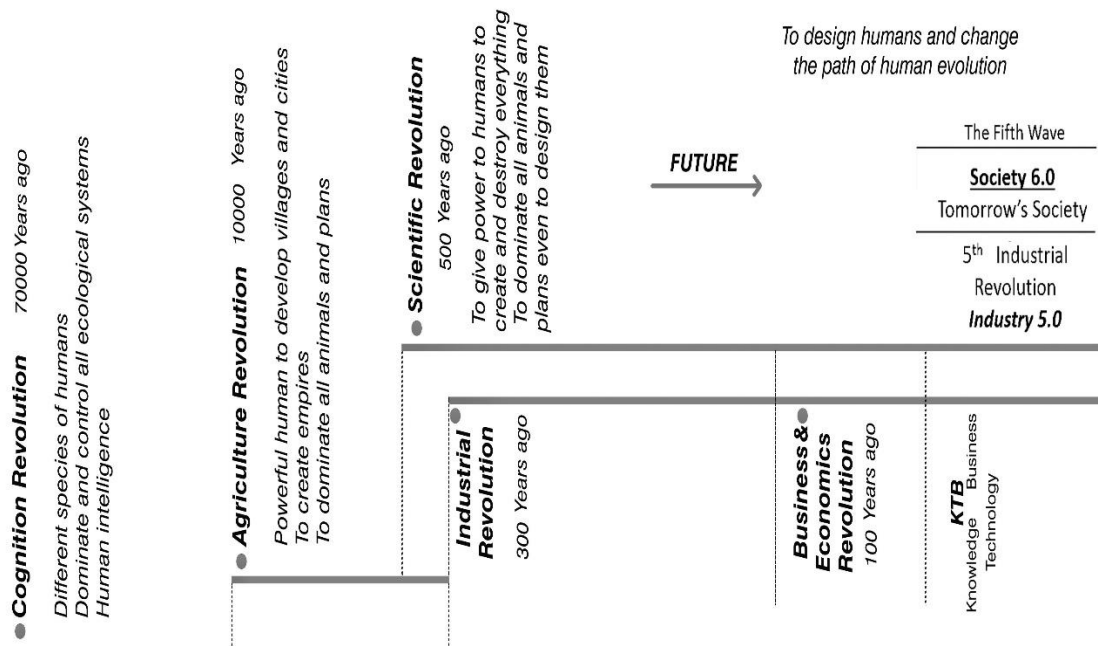 Cognition Revolution 70000 Years ago
Different species of humans
Dominate and control all ecological systems
Human intelligence
Agriculture Revolution 10000 Years ago
Powerful human to develop villages and cities
To create empires
To dominate all animals and plans
Scientific Revolution
500 Years ago
To give power to humans to
create and destroy everything
To dominate all animals and
plans even to design them
Industrial
Revolution
300 Years ago
Business &
Economics
Revolution
100 Years ago
KTB
Knowledge Business
Technology
FUTURE
To design humans and change
the path of human evolution
The Fifth Wave
Society 6.0
Tomorrow's Society
5th Industrial
Revolution
Industry 5.0